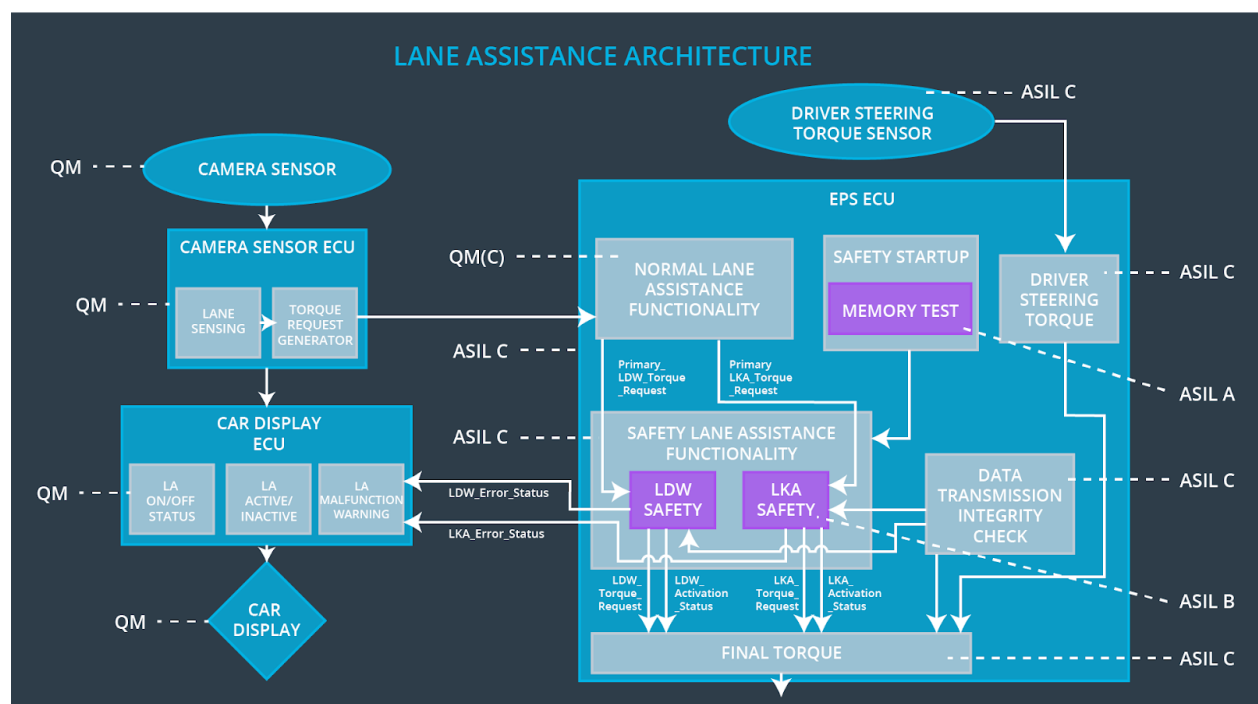 LANE ASSISTANCE ARCHITECTURE
ASIL C
DRIVER STEERING
TORQUE SENSOR
QM
CAMERA SENSOR
EPS ECU
CAMERA SENSOR ECU
QM(C)
NORMAL LANE
ASSISTANCE
FUNCTIONALITY
SAFETY STARTUP
MEMORY TEST
DRIVER
STEERING
TORQUE
ASIL C
QM
LANE
SENSING
TORQUE
REQUEST
GENERATOR
ASIL C
Primary_
LDW_Torque
_Request
Primary
LKA_Torque
_Request
ASIL A
CAR DISPLAY
ECU
ASIL C
SAFETY LANE ASSISTANCE
FUNCTIONALITY
QM
LA
ON/OFF
STATUS
LA
ACTIVE/
INACTIVE
LA
MALFUNCTION
WARNING
LDW_Error_Status
LKA_Error_Status
LDW
SAFETY
LKA
SAFETY
DATA
TRANSMISSION
INTEGRITY
CHECK
ASIL C
LDW_
Torque_
Request
LDW_
Activation
_Status
LKA_
Torque_
Request
LKA_
Activation
_Status
ASIL B
QM
CAR
DISPLAY
FINAL TORQUE
ASIL C